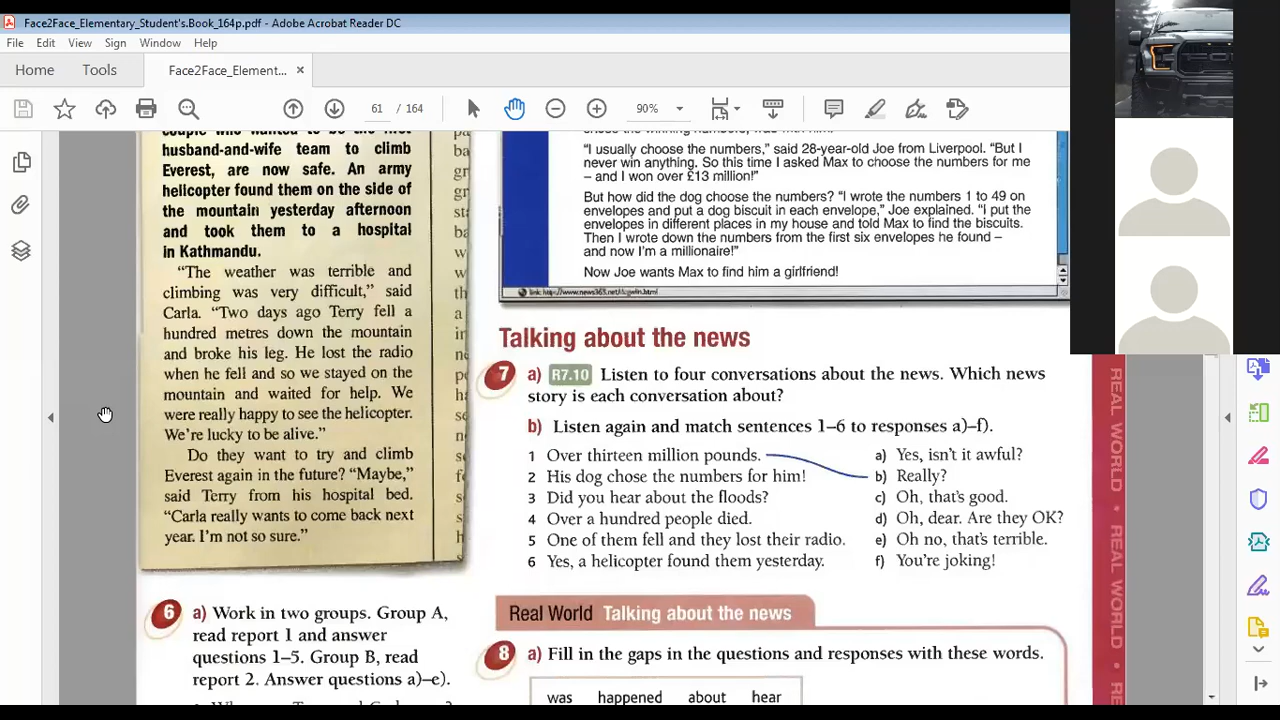 Face2Face_Elementary_Student's.Book_164p.pdf - Adobe Acrobat Reader DC
File Edit View Sign Window Help
Home Tools Face2Face_Element... ×
61 / 164 90%
couple who wanted to be the first
husband-and-wife team to climb
Everest, are now safe. An army
helicopter found them on the side of
the mountain yesterday afternoon
and took them to a hospital
in Kathmandu.
"The weather was terrible and
climbing was very difficult," said
Carla. "Two days ago Terry fell a
hundred metres down the mountain
and broke his leg. He lost the radio
when he fell and so we stayed on the
mountain and waited for help. We
were really happy to see the helicopter.
We're lucky to be alive."
Do they want to try and climb
Everest again in the future? "Maybe,"
said Terry from his hospital bed.
"Carla really wants to come back next
year. I'm not so sure."
6 a) Work in two groups. Group A,
read report 1 and answer
questions 1–5. Group B, read
report 2. Answer questions a)–e).
"I usually choose the numbers," said 28-year-old Joe from Liverpool. "But I
never win anything. So this time I asked Max to choose the numbers for me
– and I won over £13 million!"
But how did the dog choose the numbers? "I wrote the numbers 1 to 49 on
envelopes and put a dog biscuit in each envelope," Joe explained. "I put the
envelopes in different places in my house and told Max to find the biscuits.
Then I wrote down the numbers from the first six envelopes he found –
and now I'm a millionaire!"
Now Joe wants Max to find him a girlfriend!
Talking about the news
7 a) R7.10 Listen to four conversations about the news. Which news
story is each conversation about?
b) Listen again and match sentences 1–6 to responses a)–f).
1 Over thirteen million pounds. a) Yes, isn't it awful?
2 His dog chose the numbers for him! b) Really?
3 Did you hear about the floods? c) Oh, that's good.
4 Over a hundred people died. d) Oh, dear. Are they OK?
5 One of them fell and they lost their radio. e) Oh no, that's terrible.
6 Yes, a helicopter found them yesterday. f) You're joking!
Real World Talking about the news
8 a) Fill in the gaps in the questions and responses with these words.
was happened about hear
REAL WORLD • REAL WORLD •